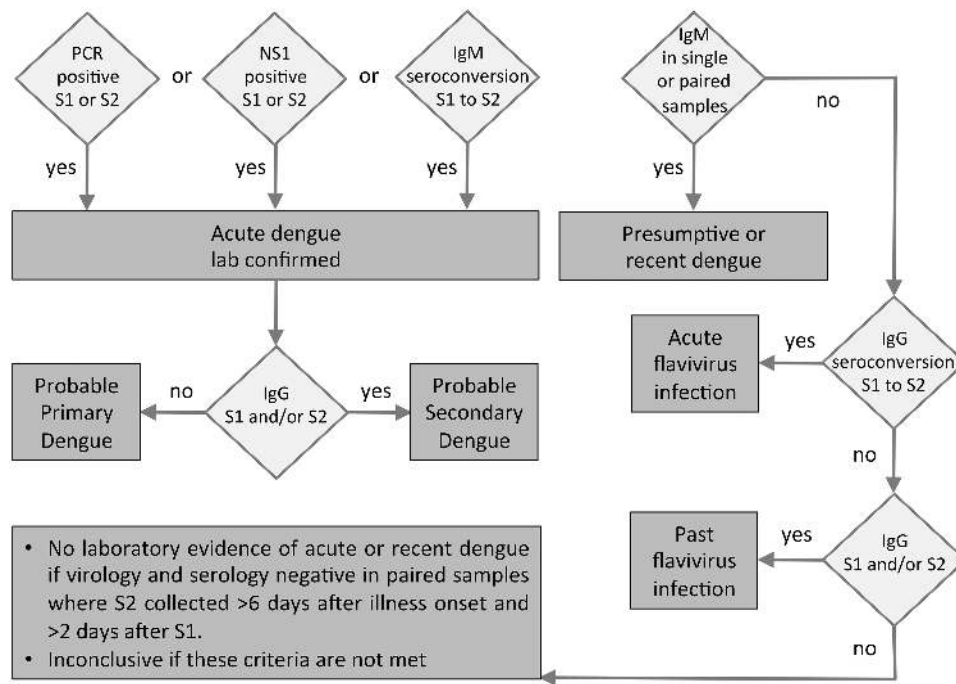 PCR
positive
S1 or S2
or
NS1
positive
S1 or S2
or
IgM
seroconversion
S1 to S2
IgM
in single
or paired
samples
no
yes
yes
yes
yes
Acute dengue
lab confirmed
Presumptive or
recent dengue
Probable
Primary
Dengue
no
IgG
S1 and/or S2
yes
Probable
Secondary
Dengue
Acute
flavivirus
infection
yes
IgG
seroconversion
S1 to S2
no
Past
flavivirus
infection
yes
IgG
S1 and/or S2
no
• No laboratory evidence of acute or recent dengue
if virology and serology negative in paired samples
where S2 collected >6 days after illness onset and
>2 days after S1.
• Inconclusive if these criteria are not met